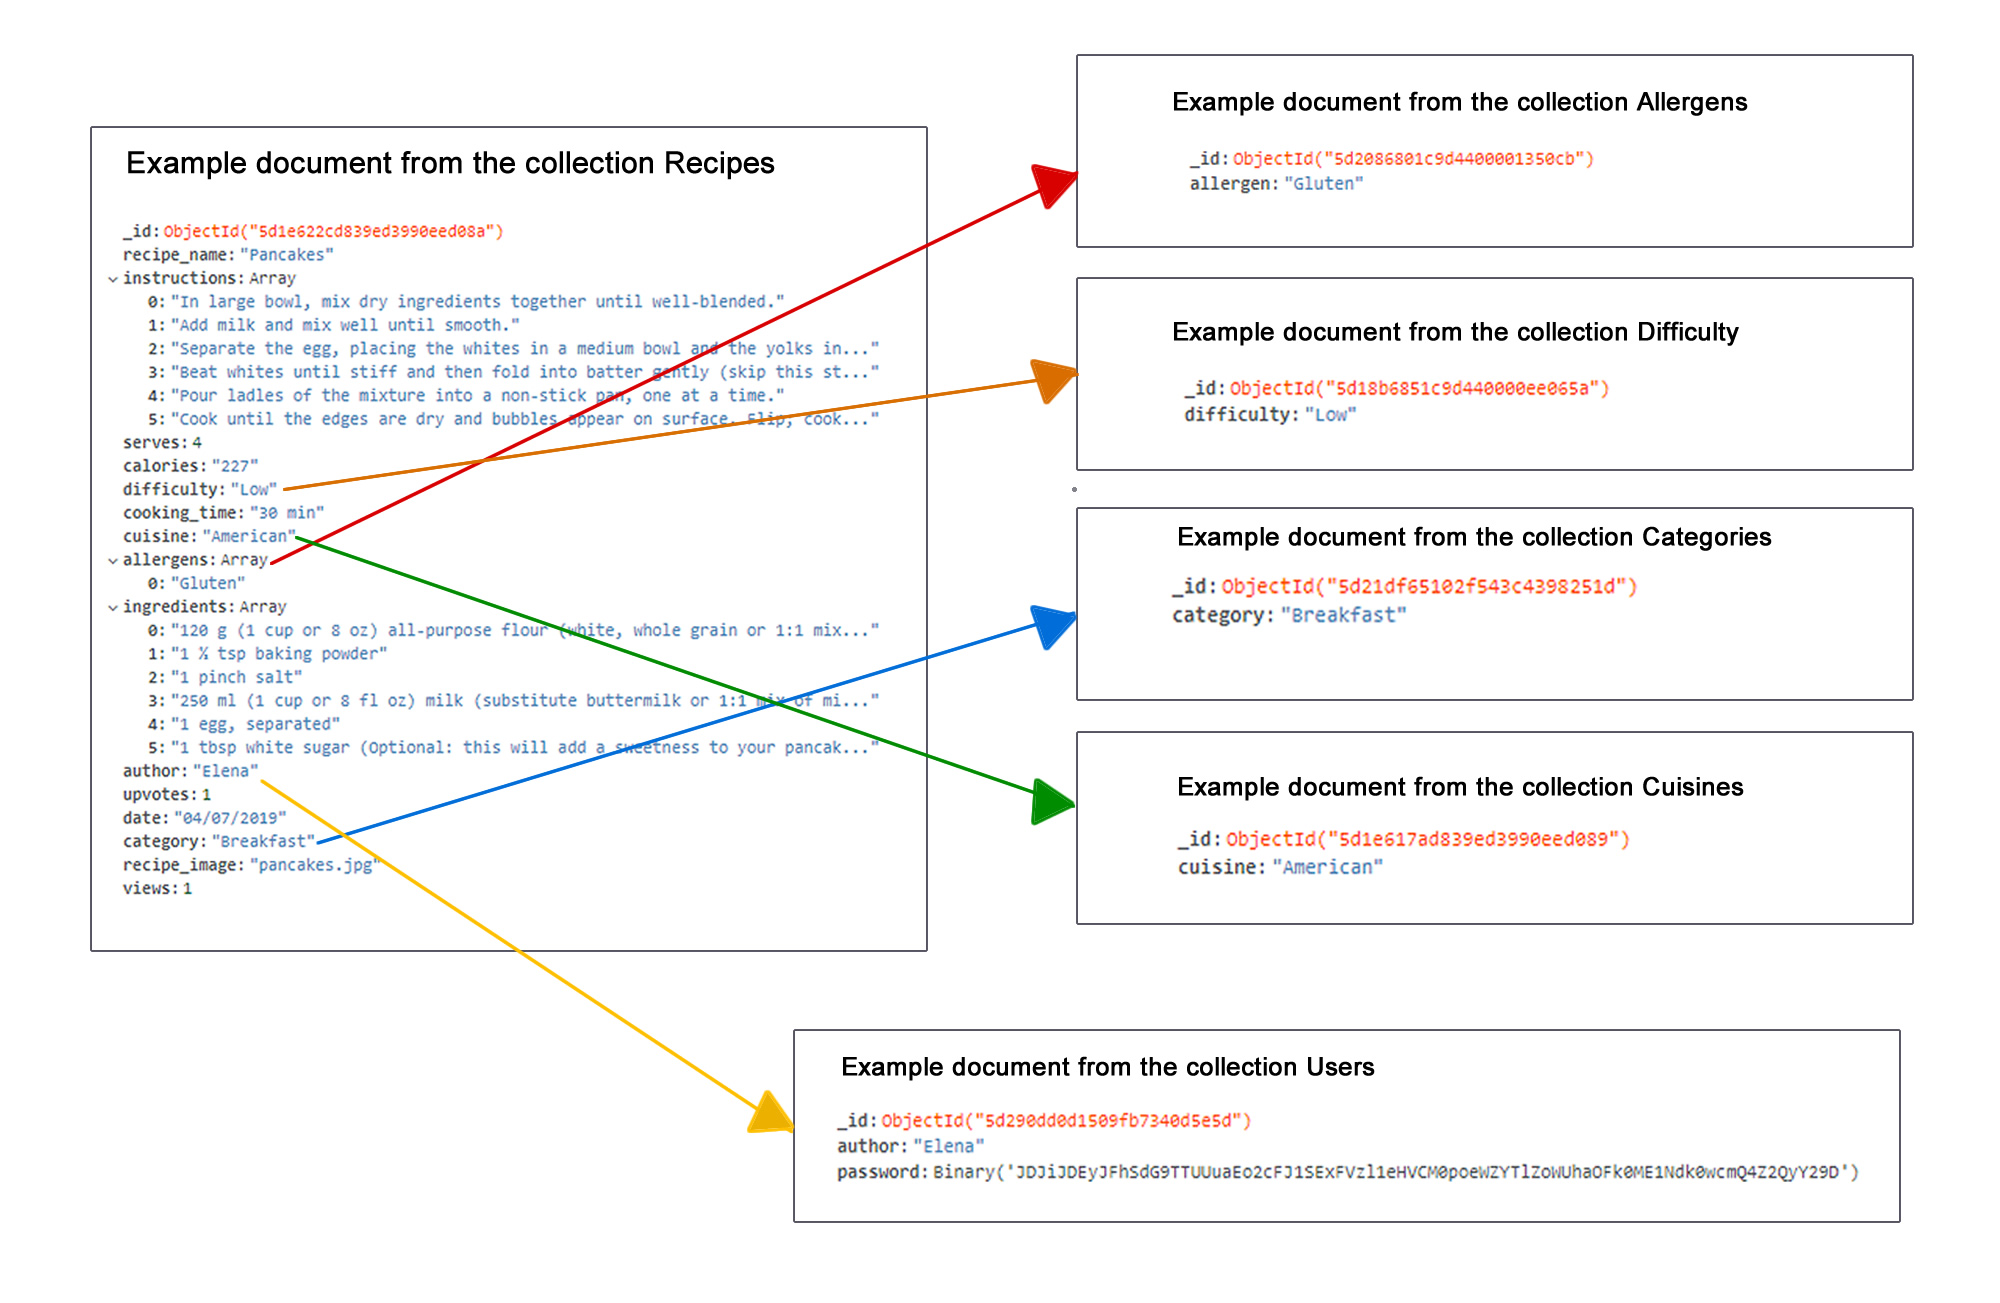 Example document from the collection Recipes
_id: ObjectId("5d1e622cd839ed3990eed08a")
recipe_name: "Pancakes"
instructions: Array
0: "In large bowl, mix dry ingredients together until well-blended."
1: "Add milk and mix well until smooth."
2: "Separate the egg, placing the whites in a medium bowl and the yolks in..."
3: "Beat whites until stiff and then fold into batter gently (skip this st..."
4: "Pour ladles of the mixture into a non-stick pan, one at a time."
5: "Cook until the edges are dry and bubbles appear on surface. Flip, cook..."
serves: 4
calories: "227"
difficulty: "Low"
cooking_time: "30 min"
cuisine: "American"
allergens: Array
0: "Gluten"
ingredients: Array
0: "120 g (1 cup or 8 oz) all-purpose flour (white, whole grain or 1:1 mix..."
1: "1 ½ tsp baking powder"
2: "1 pinch salt"
3: "250 ml (1 cup or 8 fl oz) milk (substitute buttermilk or 1:1 mix of mi..."
4: "1 egg, separated"
5: "1 tbsp white sugar (Optional: this will add a sweetness to your pancak..."
author: "Elena"
upvotes: 1
date: "04/07/2019"
category: "Breakfast"
recipe_image: "pancakes.jpg"
views: 1
Example document from the collection Allergens
_id: ObjectId("5d2086801c9d4400001350cb")
allergen: "Gluten"
Example document from the collection Difficulty
_id: ObjectId("5d18b6851c9d440000ee065a")
difficulty: "Low"
Example document from the collection Categories
_id: ObjectId("5d21df65102f543c4398251d")
category: "Breakfast"
Example document from the collection Cuisines
_id: ObjectId("5d1e617ad839ed3990eed089")
cuisine: "American"
Example document from the collection Users
_id: ObjectId("5d290dd0d1509fb7340d5e5d")
author: "Elena"
password: Binary('JDJiJDEyJFhSdG9TTUUuaEo2cFJ1SExFVzl1eHVCM0poeWZYTlZoWUhaOFk0ME1Ndk0wcmQ4Z2QyY29D')